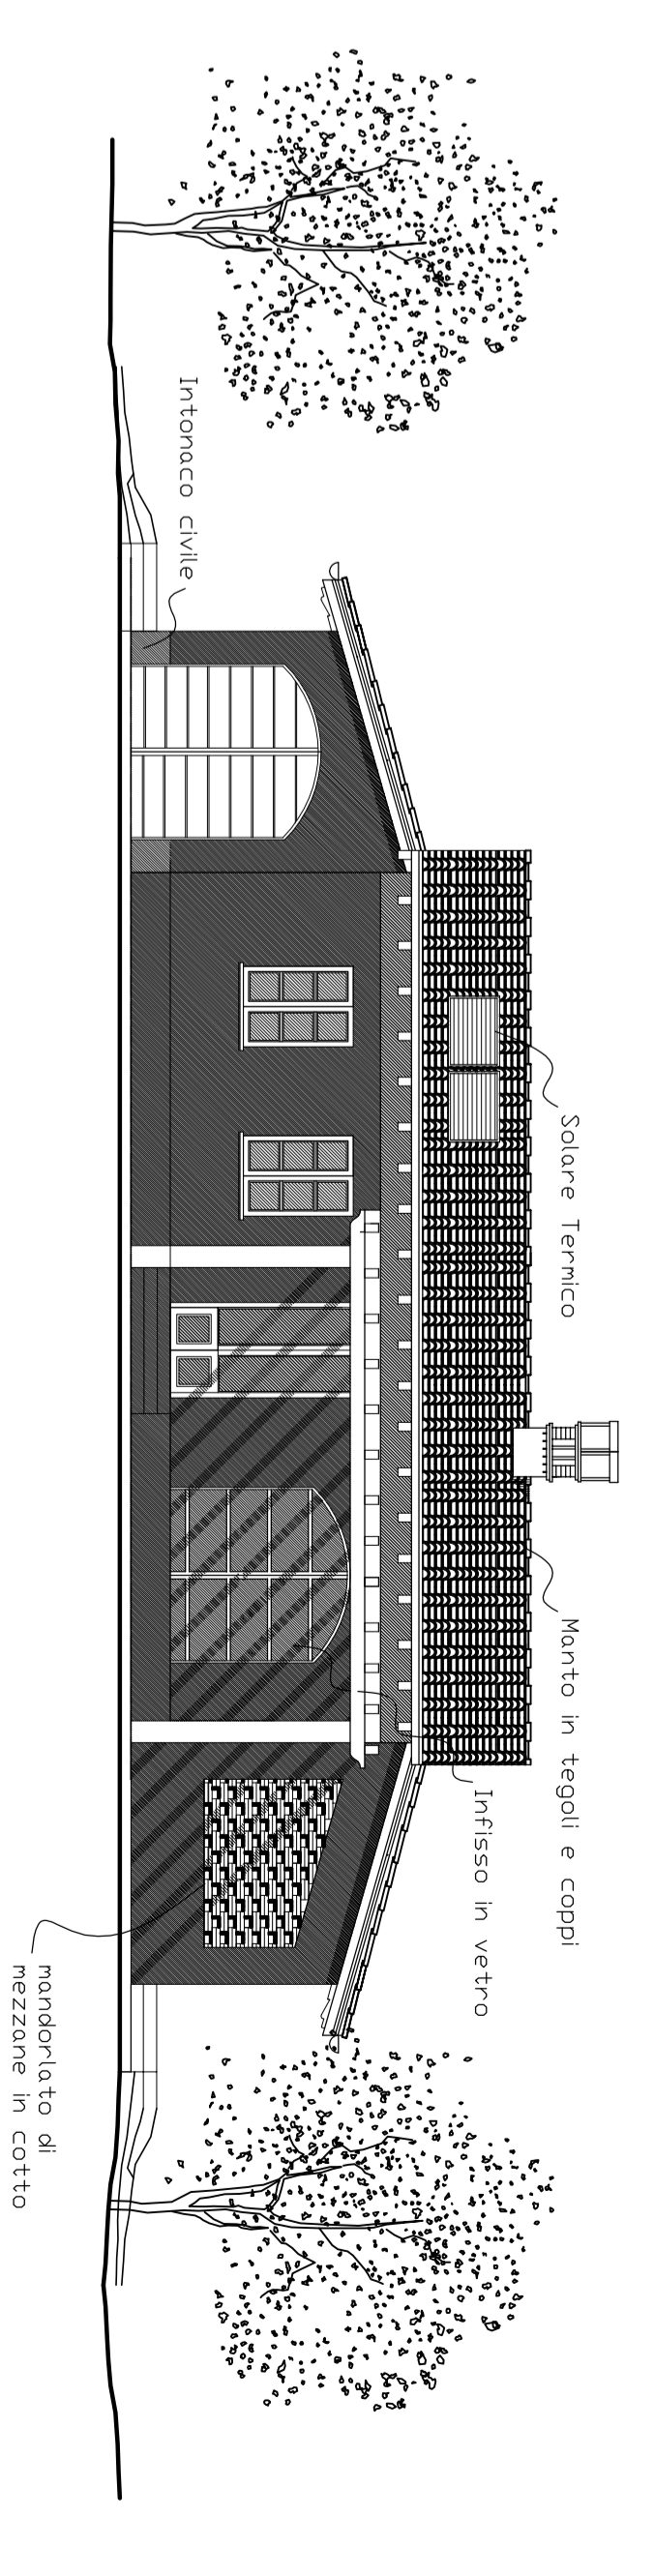 Intonaco civile
Solare Termico
Manto in tegoli e coppi
Infisso in vetro
mandorlato di
mezzane in cotto